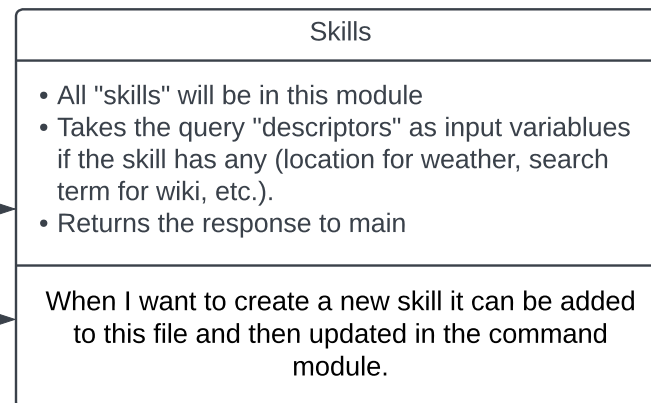 Skills
• All "skills" will be in this module
• Takes the query "descriptors" as input variablues
if the skill has any (location for weather, search
term for wiki, etc.).
• Returns the response to main
When I want to create a new skill it can be added
to this file and then updated in the command
module.